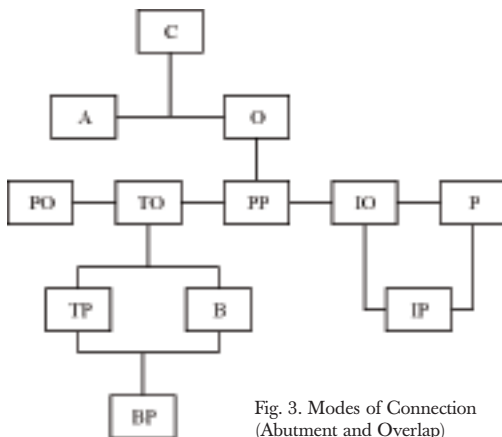 C
A O
PO TO PP IO P
TP B IP
BP
Fig. 3. Modes of Connection
(Abutment and Overlap)